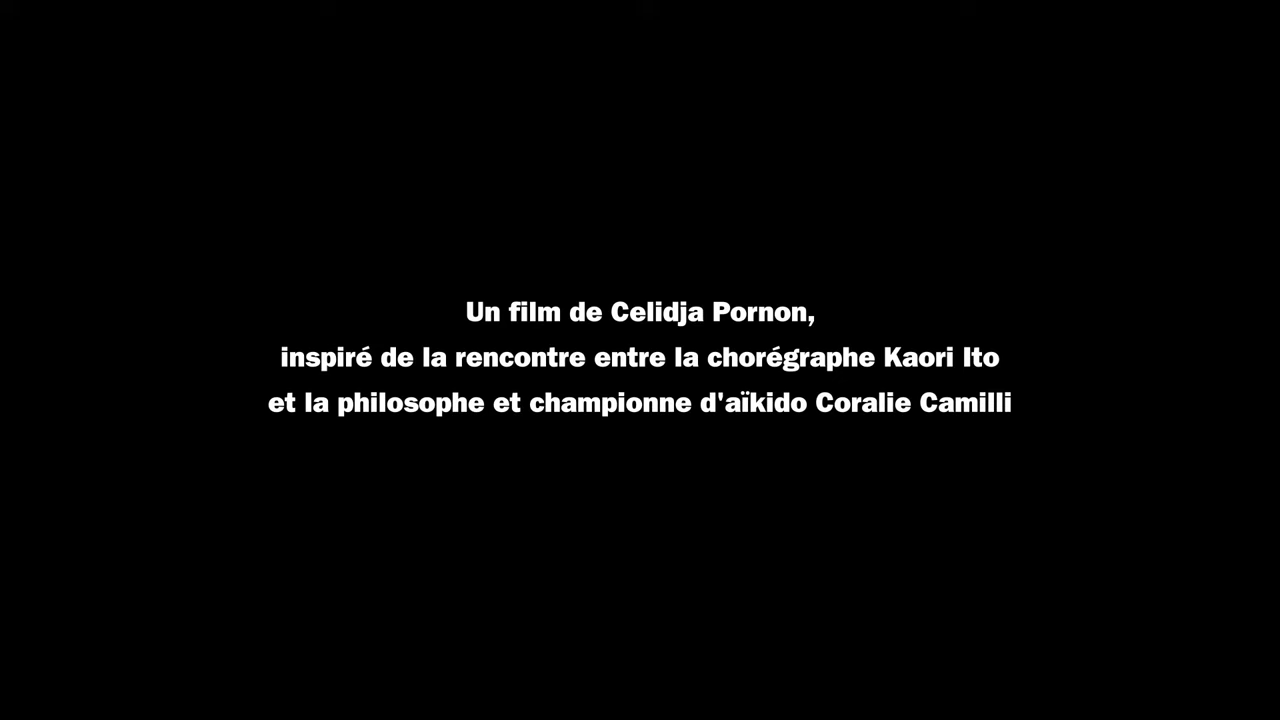 Un film de Celidja Pornon,
inspiré de la rencontre entre la chorégraphe Kaori Ito
et la philosophe et championne d'aïkido Coralie Camilli